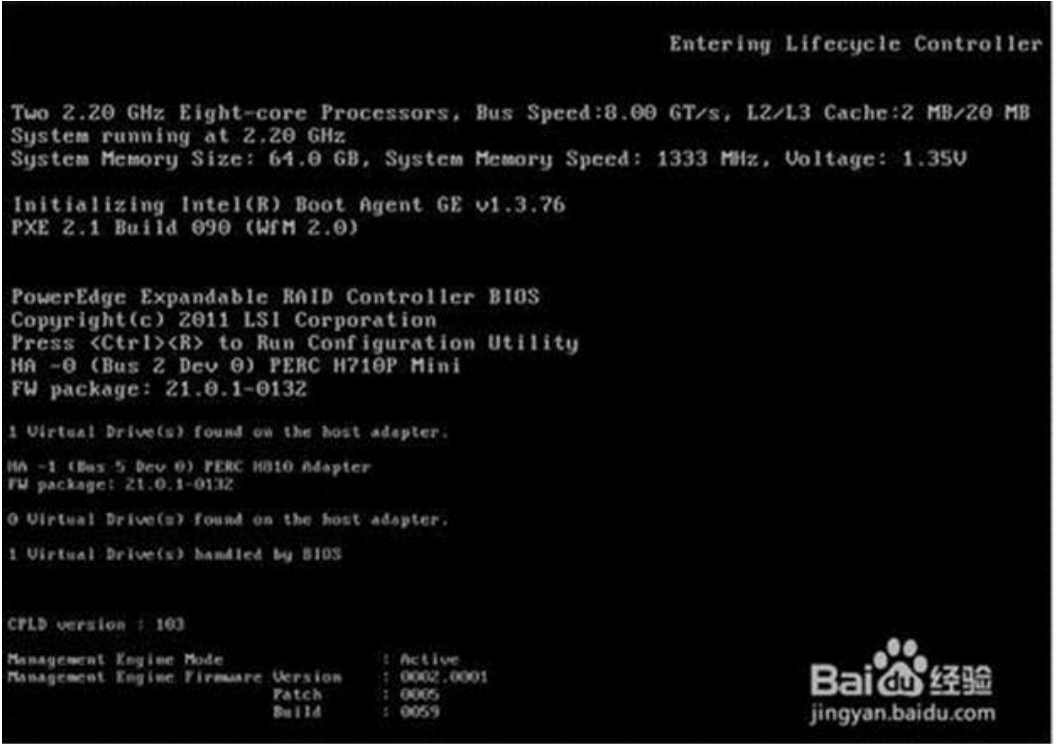 Entering Lifecycle Controller
Two 2.20 GHz Eight-core Processors, Bus Speed:8.00 GT/s, L2/L3 Cache:2 MB/20 MB
System running at 2.20 GHz
System Memory Size: 64.0 GB, System Memory Speed: 1333 MHz, Voltage: 1.35V
Initializing Intel(R) Boot Agent GE v1.3.76
PXE 2.1 Build 090 (WfM 2.0)
PowerEdge Expandable RAID Controller BIOS
Copyright(c) 2011 LSI Corporation
Press <Ctrl><R> to Run Configuration Utility
HA -0 (Bus 2 Dev 0) PERC H710P Mini
FW package: 21.0.1-0132
1 Virtual Drive(s) found on the host adapter.
HA -1 (Bus 5 Dev 0) PERC H810 Adapter
FW package: 21.0.1-0132
0 Virtual Drive(s) found on the host adapter.
1 Virtual Drive(s) handled by BIOS
CPLD version : 103
Management Engine Mode : Active
Management Engine Firmware Version : 0002.0001
Patch : 0005
Build : 0059
Bai du 经验
jingyan.baidu.com